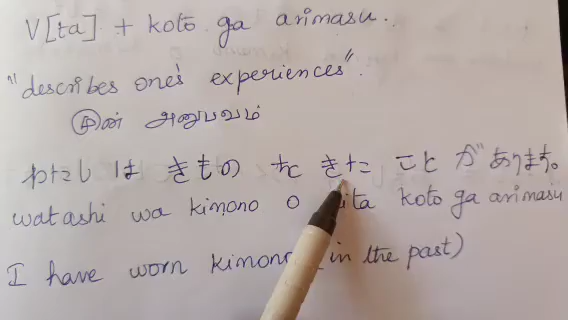 V[ta] + koto ga arimasu.
"describes one's experiences".
முன் அனுபவம்
わたし は きもの を きた こと が あります。
watashi wa kimono o kita koto ga arimasu
I have worn kimono (in the past)